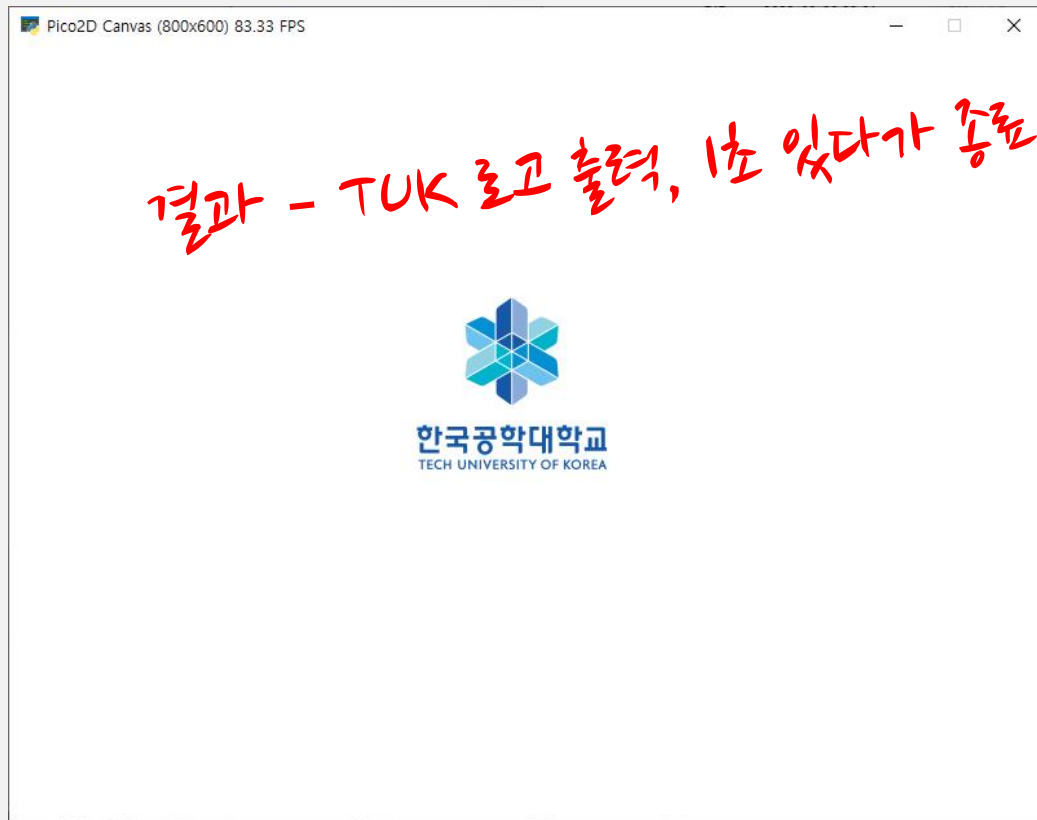 Pico2D Canvas (800x600) 83.33 FPS
결과 - TUK 로고 출력, 1초 있다가 종료
한국공학대학교
TECH UNIVERSITY OF KOREA